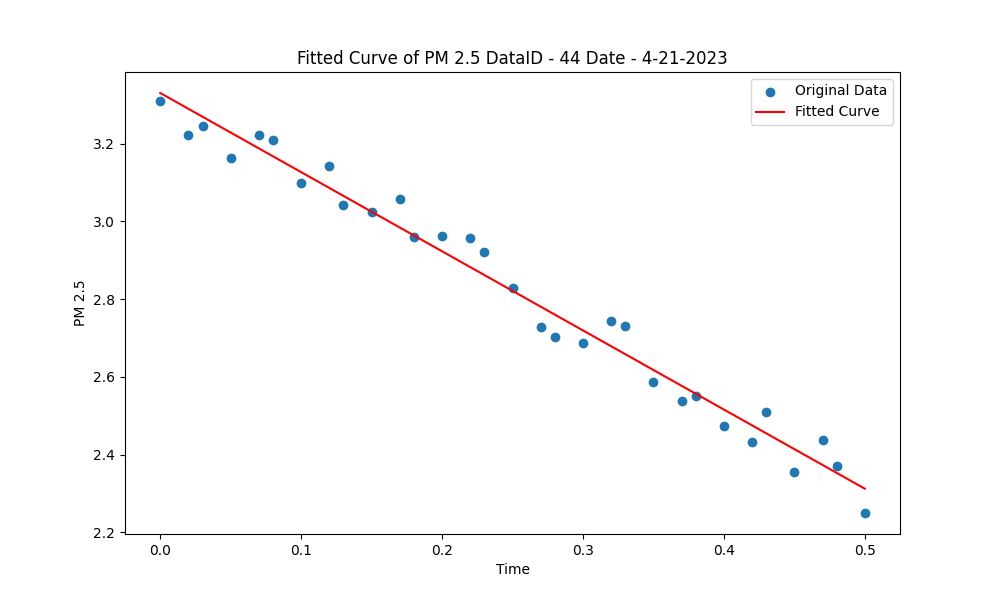 Fitted Curve of PM 2.5 DataID - 44 Date - 4-21-2023
Original Data
Fitted Curve
PM 2.5
3.2
3.0
2.8
2.6
2.4
2.2
0.0 0.1 0.2 0.3 0.4 0.5
Time